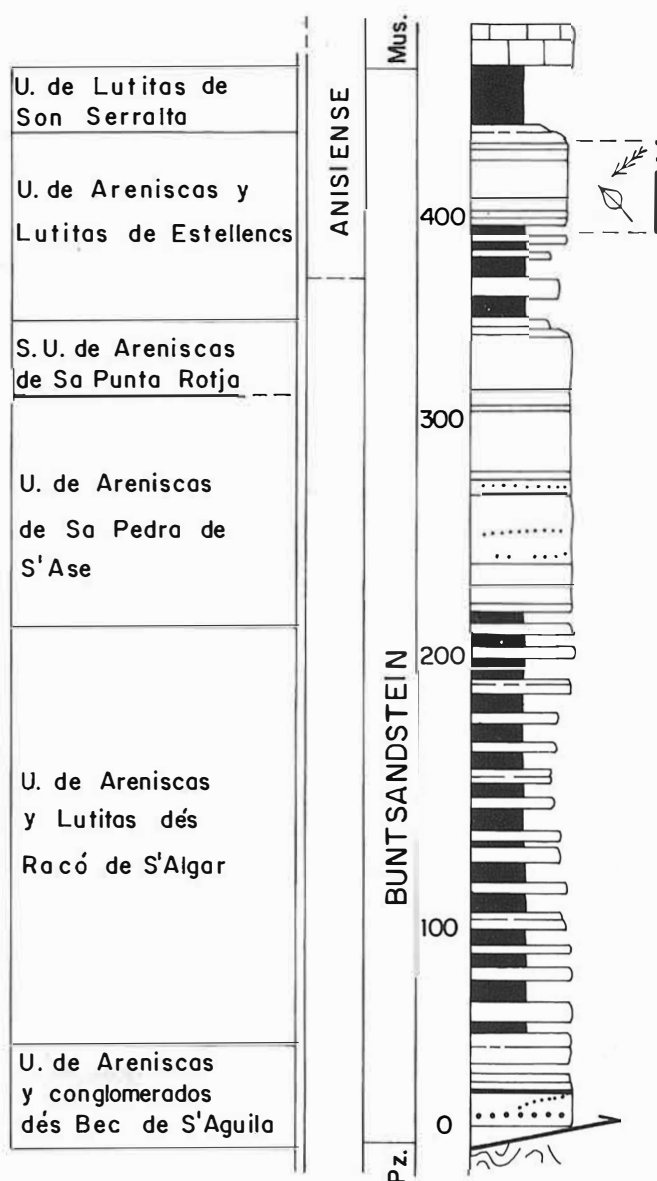 U. de Lutitas de
Son Serralta
U. de Areniscas y
Lutitas de Estellencs
S. U. de Areniscas
de Sa Punta Rotja
U. de Areniscas
de Sa Pedra de
S'Ase
U. de Areniscas
y Lutitas dés
Racó de S'Algar
U. de Areniscas
y conglomerados
dés Bec de S'Aguila
ANISIENSE
Mus.
BUNTSANDSTEIN
Pz.
400
300
200
100
0